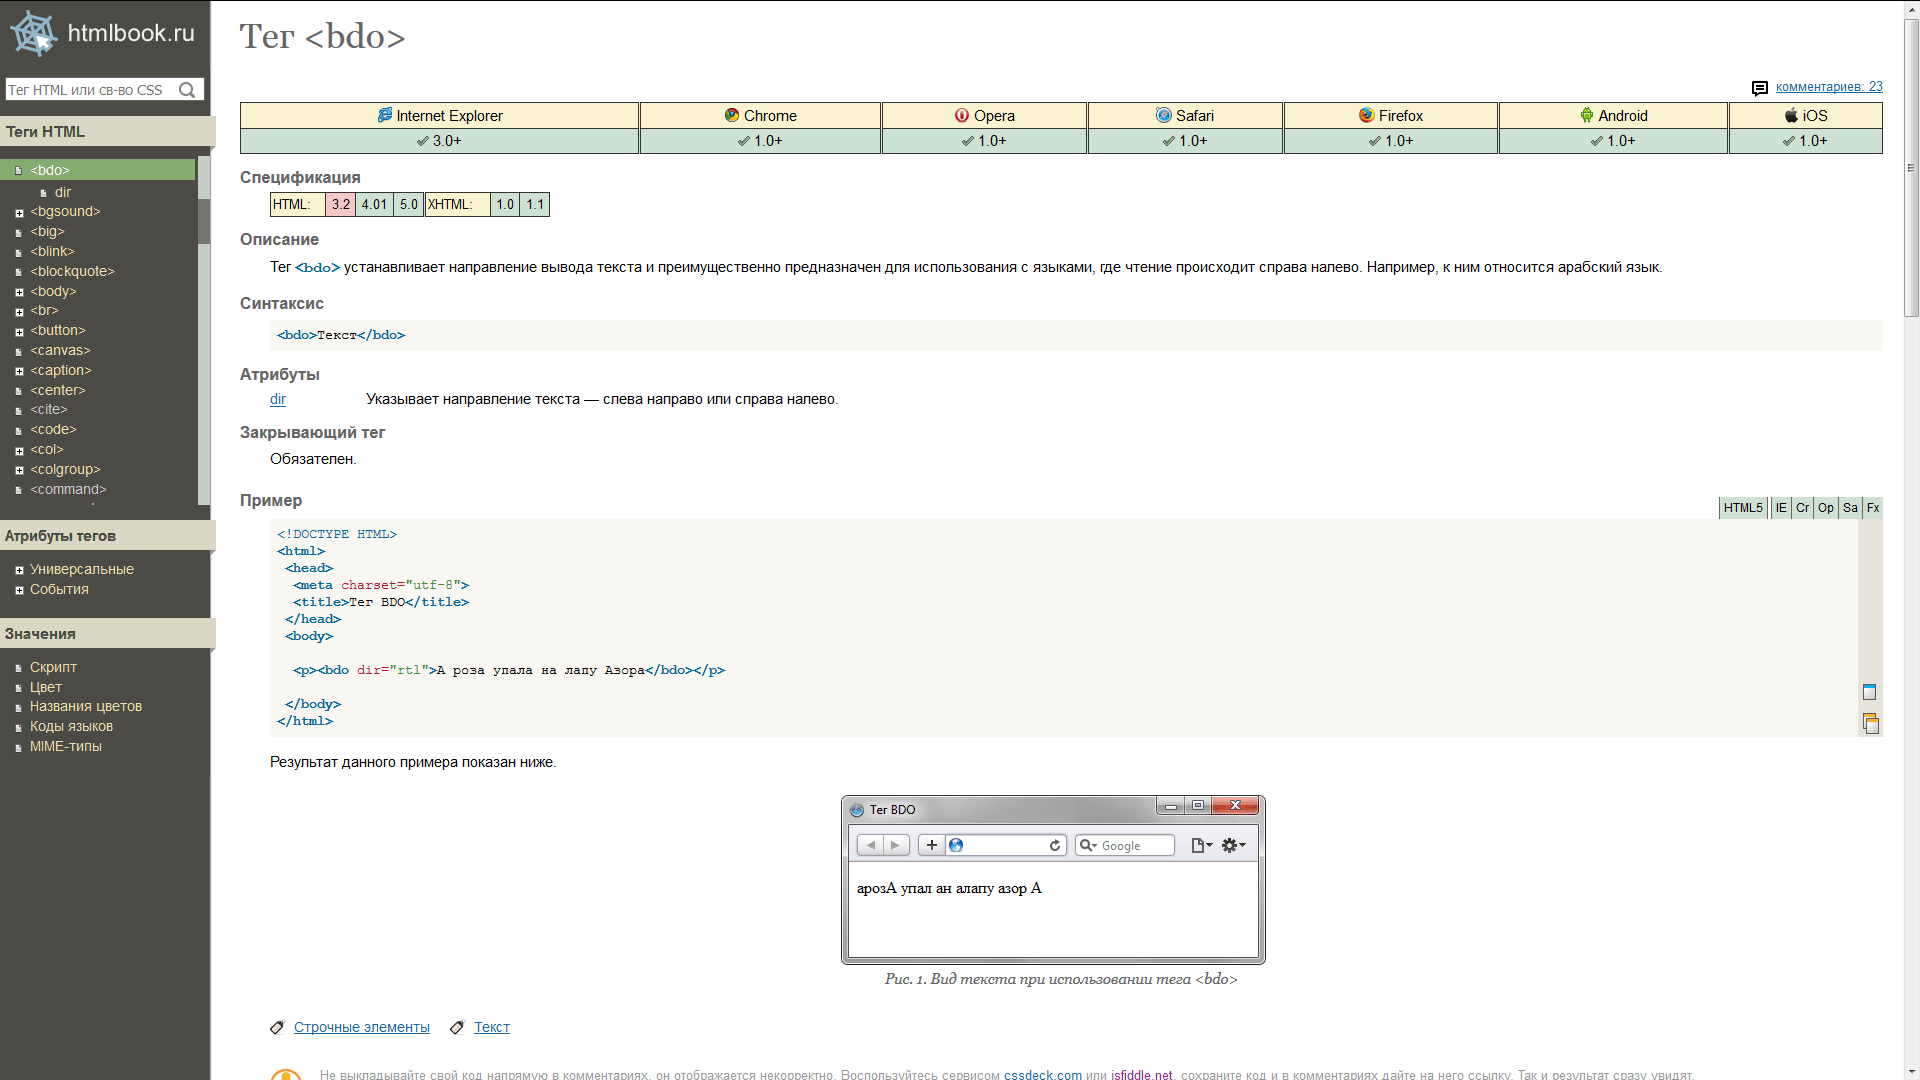 htmlbook.ru
Тег HTML или св-во CSS
Теги HTML
<bdo>
dir
<bgsound>
<big>
<blink>
<blockquote>
<body>
<br>
<button>
<canvas>
<caption>
<center>
<cite>
<code>
<col>
<colgroup>
<command>
Атрибуты тегов
Универсальные
События
Значения
Скрипт
Цвет
Названия цветов
Коды языков
MIME-типы
Тег <bdo>
комментариев: 23
Internet Explorer Chrome Opera Safari Firefox Android iOS
3.0+ 1.0+ 1.0+ 1.0+ 1.0+ 1.0+ 1.0+
Спецификация
HTML: 3.2 4.01 5.0 XHTML: 1.0 1.1
Описание
Тег <bdo> устанавливает направление вывода текста и преимущественно предназначен для использования с языками, где чтение происходит справа налево. Например, к ним относится арабский язык.
Синтаксис
<bdo>Текст</bdo>
Атрибуты
dir Указывает направление текста — слева направо или справа налево.
Закрывающий тег
Обязателен.
Пример
HTML5 IE Cr Op Sa Fx
<!DOCTYPE HTML>
<html>
<head>
<meta charset="utf-8">
<title>Тег BDO</title>
</head>
<body>
<p><bdo dir="rtl">А роза упала на лапу Азора</bdo></p>
</body>
</html>
Результат данного примера показан ниже.
Тег BDO
Google
арозА упал ан алапу азор А
Рис. 1. Вид текста при использовании тега <bdo>
Строчные элементы Текст
Не выкладывайте свой код напрямую в комментариях, он отображается некорректно. Воспользуйтесь сервисом cssdeck.com или jsfiddle.net, сохраните код и в комментариях дайте на него ссылку. Так и результат сразу увидят.